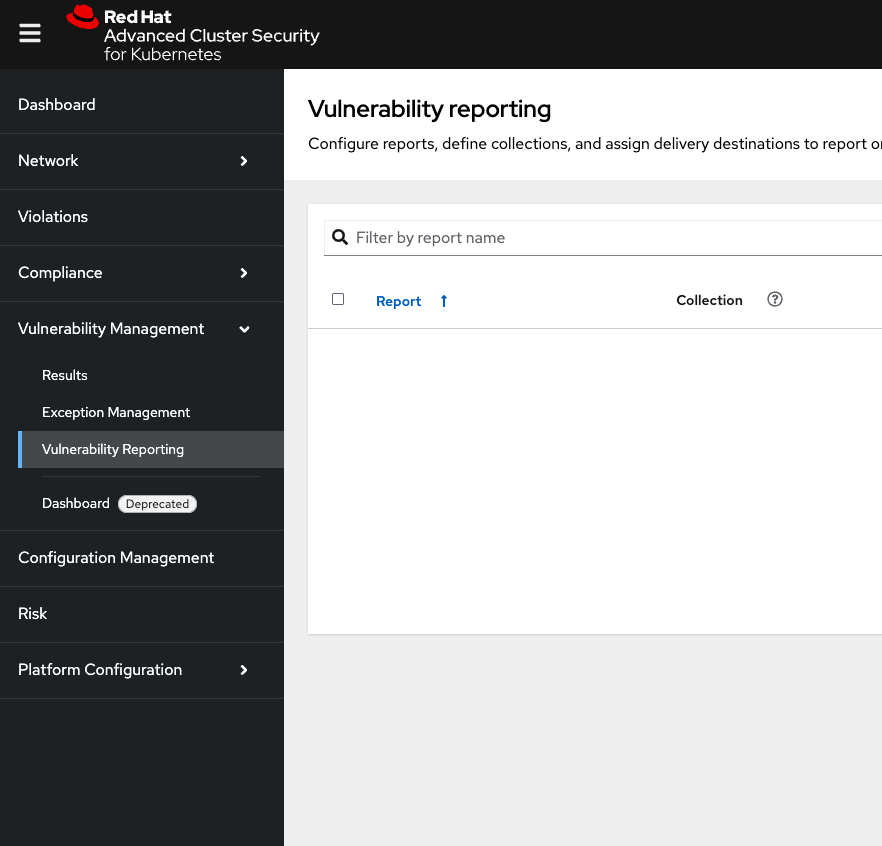 Red Hat
Advanced Cluster Security
for Kubernetes
Dashboard
Network
Violations
Compliance
Vulnerability Management
Results
Exception Management
Vulnerability Reporting
Dashboard Deprecated
Configuration Management
Risk
Platform Configuration
Vulnerability reporting
Configure reports, define collections, and assign delivery destinations to report
Filter by report name
Report
Collection